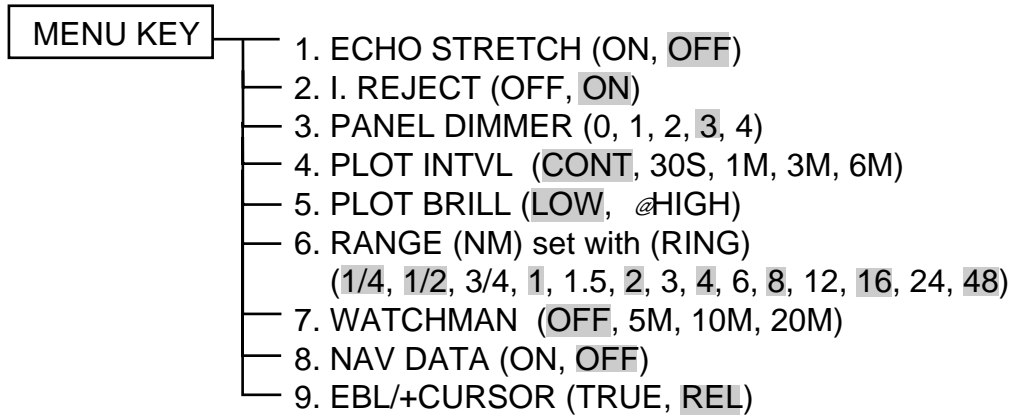 MENU KEY
1. ECHO STRETCH (ON, OFF)
2. I. REJECT (OFF, ON)
3. PANEL DIMMER (0, 1, 2, 3, 4)
4. PLOT INTVL (CONT, 30S, 1M, 3M, 6M)
5. PLOT BRILL (LOW, @HIGH)
6. RANGE (NM) set with (RING)
(1/4, 1/2, 3/4, 1, 1.5, 2, 3, 4, 6, 8, 12, 16, 24, 48)
7. WATCHMAN (OFF, 5M, 10M, 20M)
8. NAV DATA (ON, OFF)
9. EBL/+CURSOR (TRUE, REL)